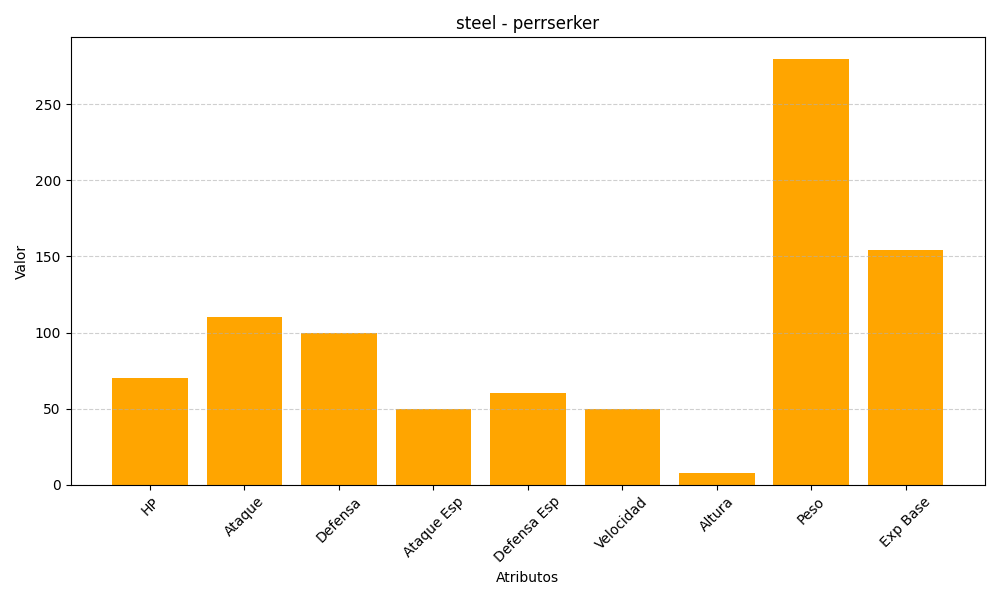 steel - perrserker
Valor
250
200
150
100
50
0
HP
Ataque
Defensa
Ataque Esp
Defensa Esp
Velocidad
Altura
Peso
Exp Base
Atributos